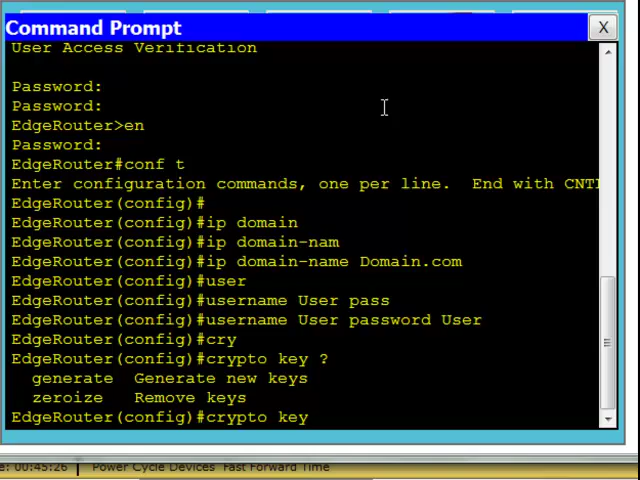 Command Prompt
X
User Access Verification
Password:
Password:
EdgeRouter>en
Password:
EdgeRouter#conf t
Enter configuration commands, one per line.  End with CNT
EdgeRouter(config)#
EdgeRouter(config)#ip domain
EdgeRouter(config)#ip domain-nam
EdgeRouter(config)#ip domain-name Domain.com
EdgeRouter(config)#user
EdgeRouter(config)#username User pass
EdgeRouter(config)#username User password User
EdgeRouter(config)#cry
EdgeRouter(config)#crypto key ?
generate  Generate new keys
zeroize   Remove keys
EdgeRouter(config)#crypto key
e: 00:45:26 Power Cycle Devices Fast Forward Time